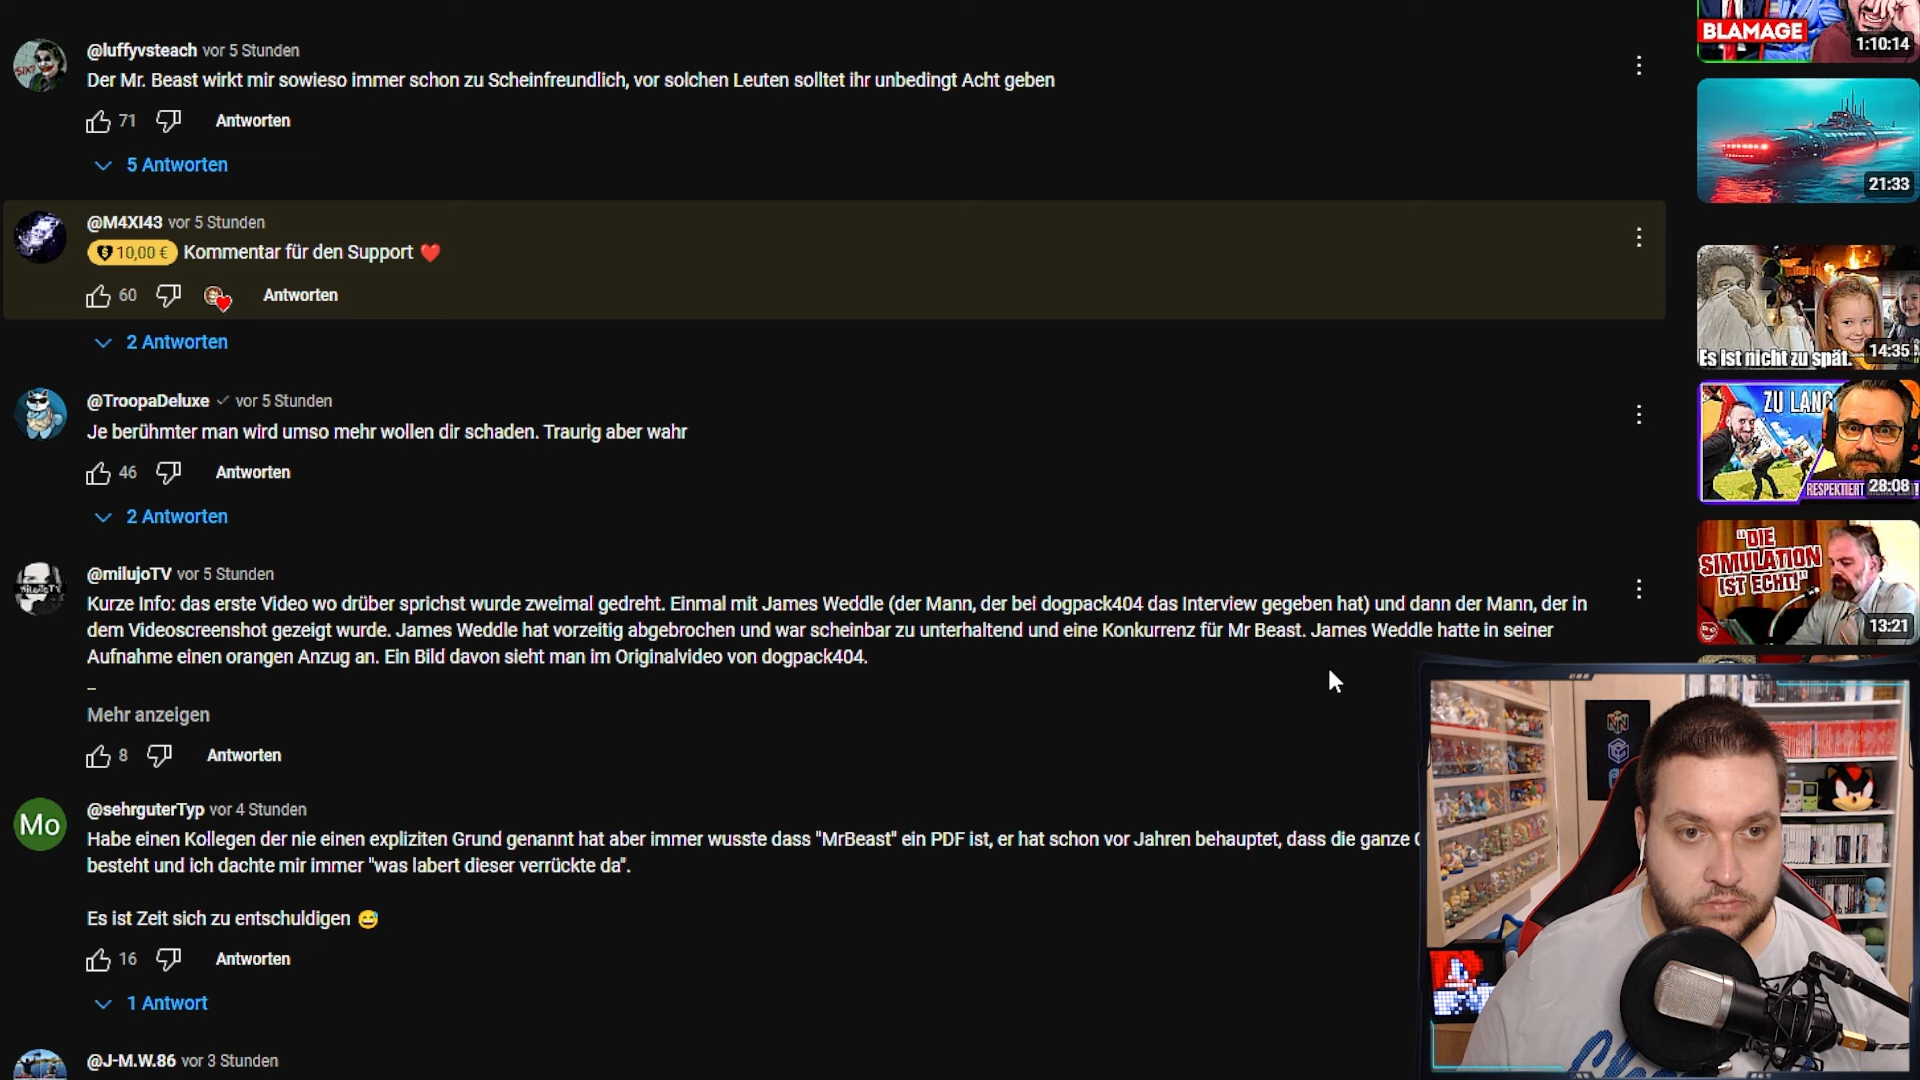 @luffyvsteach vor 5 Stunden
Der Mr. Beast wirkt mir sowieso immer schon zu Scheinfreundlich, vor solchen Leuten solltet ihr unbedingt Acht geben
71 Antworten
5 Antworten
@M4XI43 vor 5 Stunden
10,00 € Kommentar für den Support ❤️
60 Antworten
2 Antworten
@TroopaDeluxe vor 5 Stunden
Je berühmter man wird umso mehr wollen dir schaden. Traurig aber wahr
46 Antworten
2 Antworten
@milujoTV vor 5 Stunden
Kurze Info: das erste Video wo drüber sprichst wurde zweimal gedreht. Einmal mit James Weddle (der Mann, der bei dogpack404 das Interview gegeben hat) und dann der Mann, der in
dem Videoscreenshot gezeigt wurde. James Weddle hat vorzeitig abgebrochen und war scheinbar zu unterhaltend und eine Konkurrenz für Mr Beast. James Weddle hatte in seiner
Aufnahme einen orangen Anzug an. Ein Bild davon sieht man im Originalvideo von dogpack404.
_
Mehr anzeigen
8 Antworten
Mo
@sehrguterTyp vor 4 Stunden
Habe einen Kollegen der nie einen expliziten Grund genannt hat aber immer wusste dass "MrBeast" ein PDF ist, er hat schon vor Jahren behauptet, dass die ganze
besteht und ich dachte mir immer "was labert dieser verrückte da".
Es ist Zeit sich zu entschuldigen 😅
16 Antworten
1 Antwort
@J-M.W.86 vor 3 Stunden
BLAMAGE
1:10:14
21:33
Es ist nicht zu spät.
14:35
ZU LANG
RESPEKTIERT
28:08
"DIE
SIMULATION
IST ECHT!"
13:21